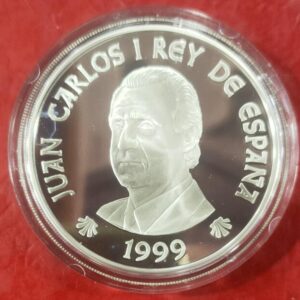 JUAN CARLOS I REY DE ESPAÑA
1999